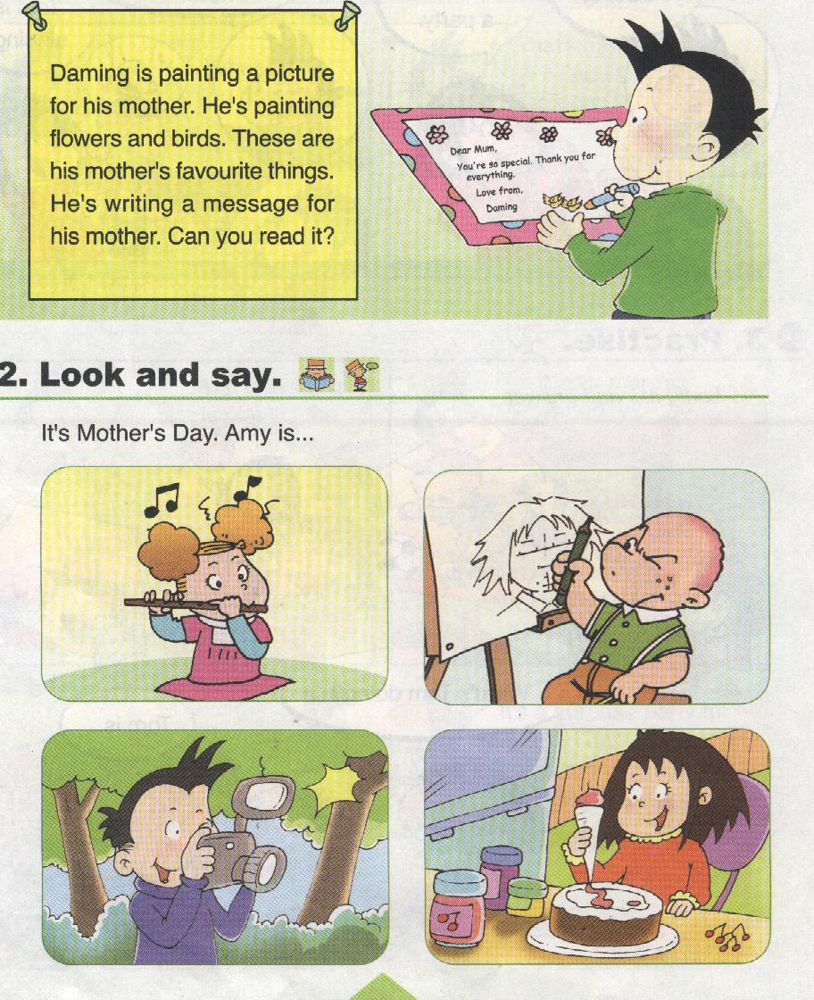 Daming is painting a picture
for his mother. He's painting
flowers and birds. These are
his mother's favourite things.
He's writing a message for
his mother. Can you read it?
Dear Mum,
You're so special. Thank you for
everything.
Love from,
Daming
2. Look and say.
It's Mother's Day. Amy is...